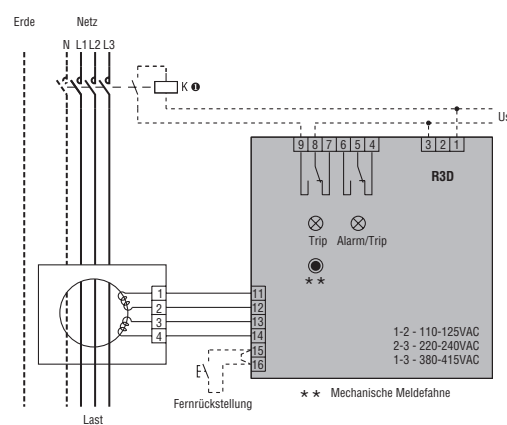 Erde Netz
N L1 L2 L3
K ❶
Us
9 8 7 6 5 4 3 2 1
R3D
Trip Alarm/Trip
**
1 11
2 12
3 13
4 14
15
16
1-2 - 110-125VAC
2-3 - 220-240VAC
1-3 - 380-415VAC
Fernrückstellung
** Mechanische Meldefahne
Last